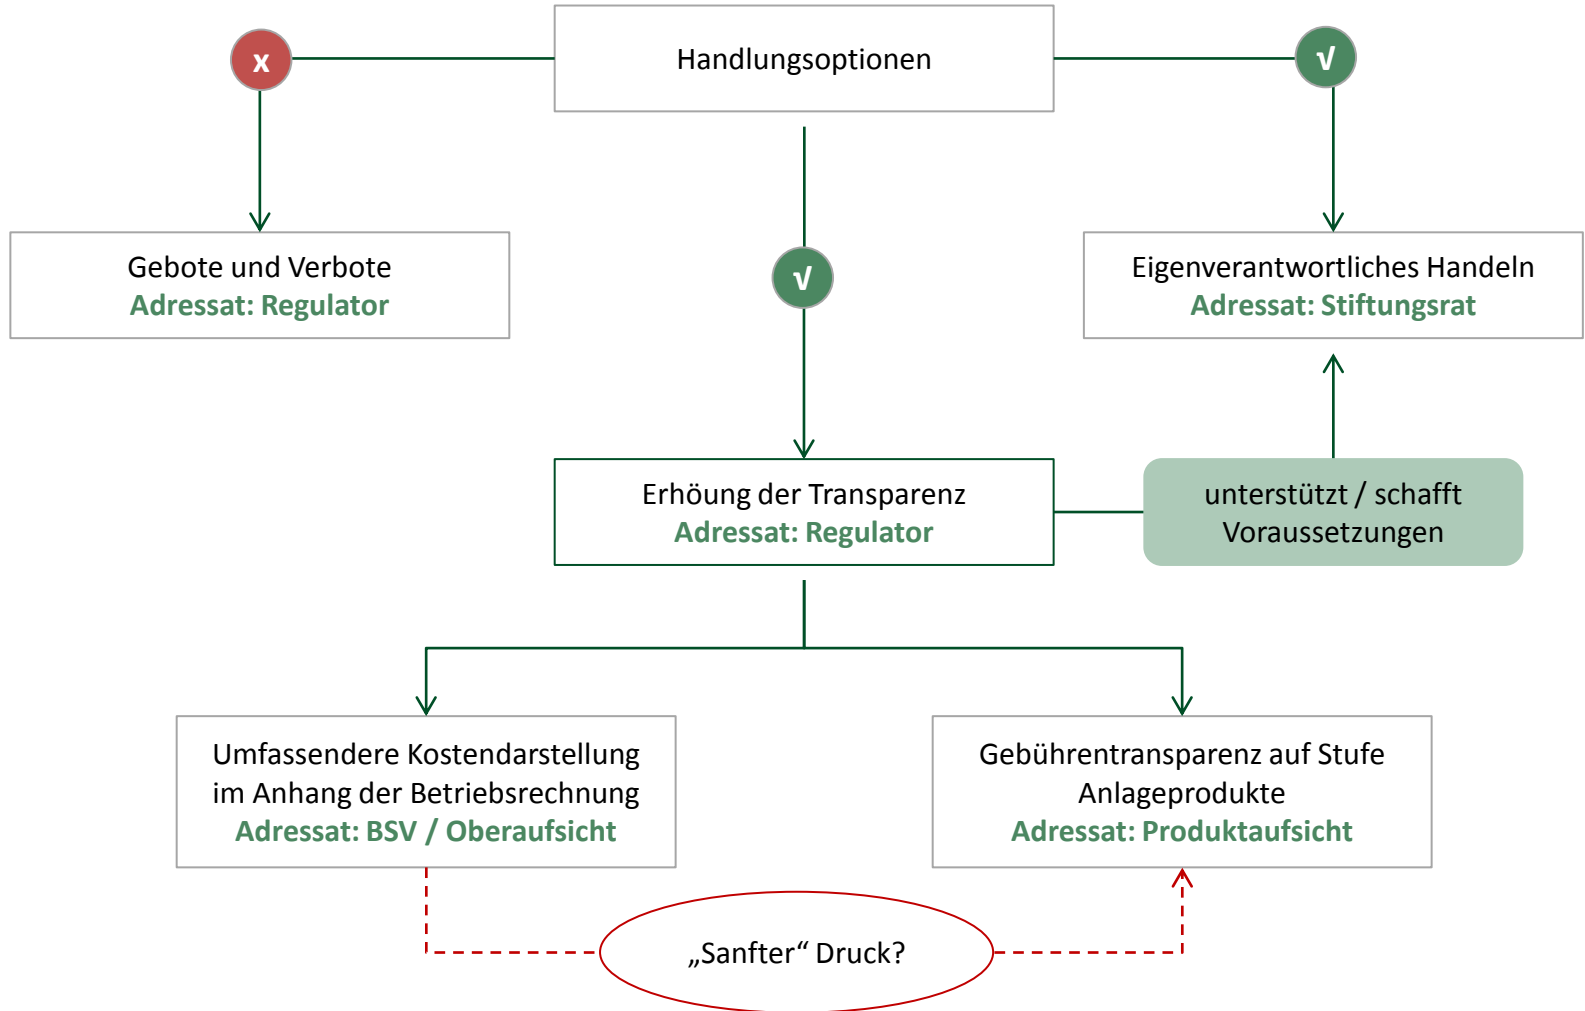 Handlungsoptionen
x
√
Gebote und Verbote
Adressat: Regulator
√
Eigenverantwortliches Handeln
Adressat: Stiftungsrat
Erhöung der Transparenz
Adressat: Regulator
unterstützt / schafft
Voraussetzungen
Umfassendere Kostendarstellung
im Anhang der Betriebsrechnung
Adressat: BSV / Oberaufsicht
Gebührentransparenz auf Stufe
Anlageprodukte
Adressat: Produktaufsicht
„Sanfter“ Druck?